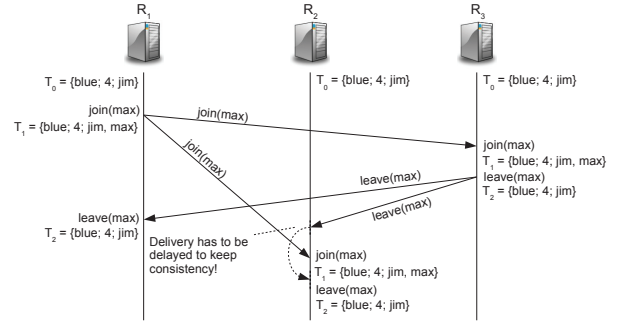 R1
R2
R3
T0 = {blue; 4; jim}
T0 = {blue; 4; jim}
T0 = {blue; 4; jim}
join(max)
T1 = {blue; 4; jim, max}
join(max)
join(max)
join(max)
T1 = {blue; 4; jim, max}
leave(max)
T2 = {blue; 4; jim}
leave(max)
leave(max)
leave(max)
T2 = {blue; 4; jim}
Delivery has to be
delayed to keep
consistency!
join(max)
T1 = {blue; 4; jim, max}
leave(max)
T2 = {blue; 4; jim}